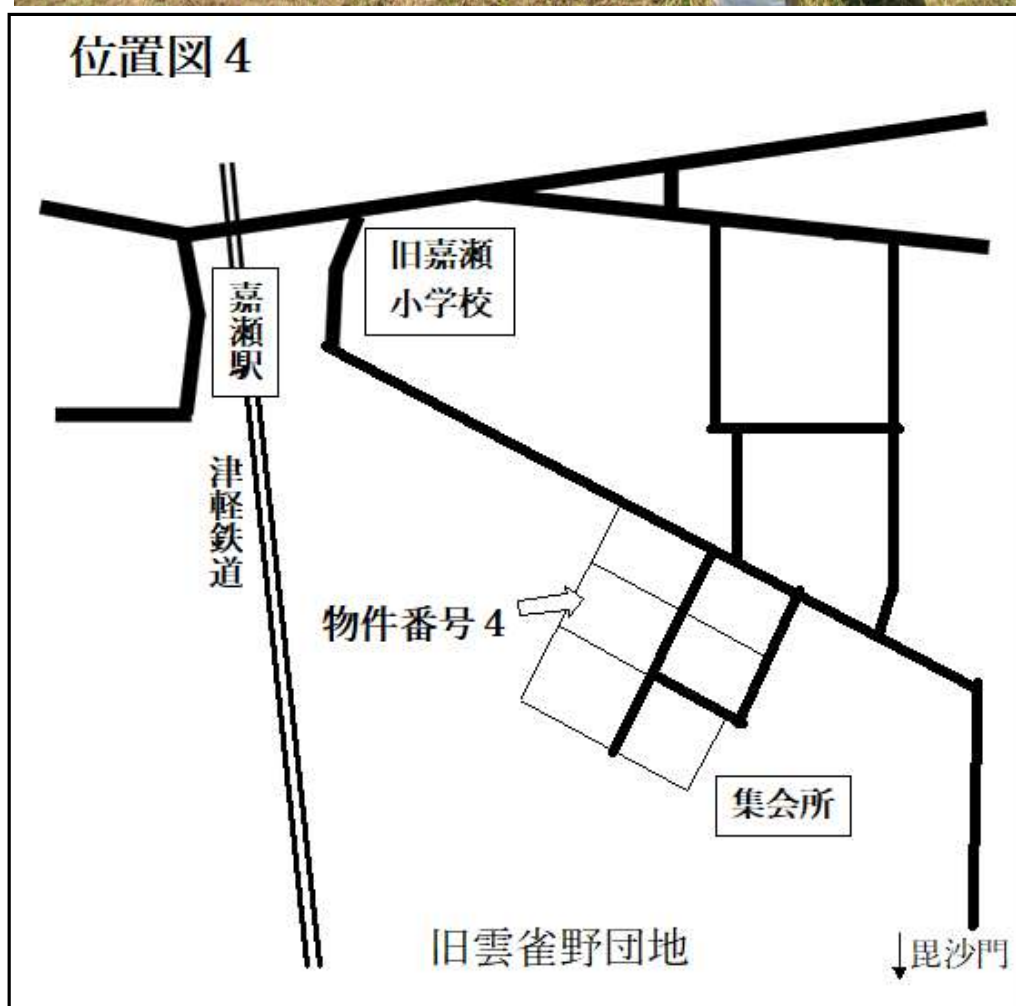 位置図4
旧嘉瀬
小学校
嘉瀬駅
津軽鉄道
物件番号4
集会所
旧雲雀野団地
毘沙門